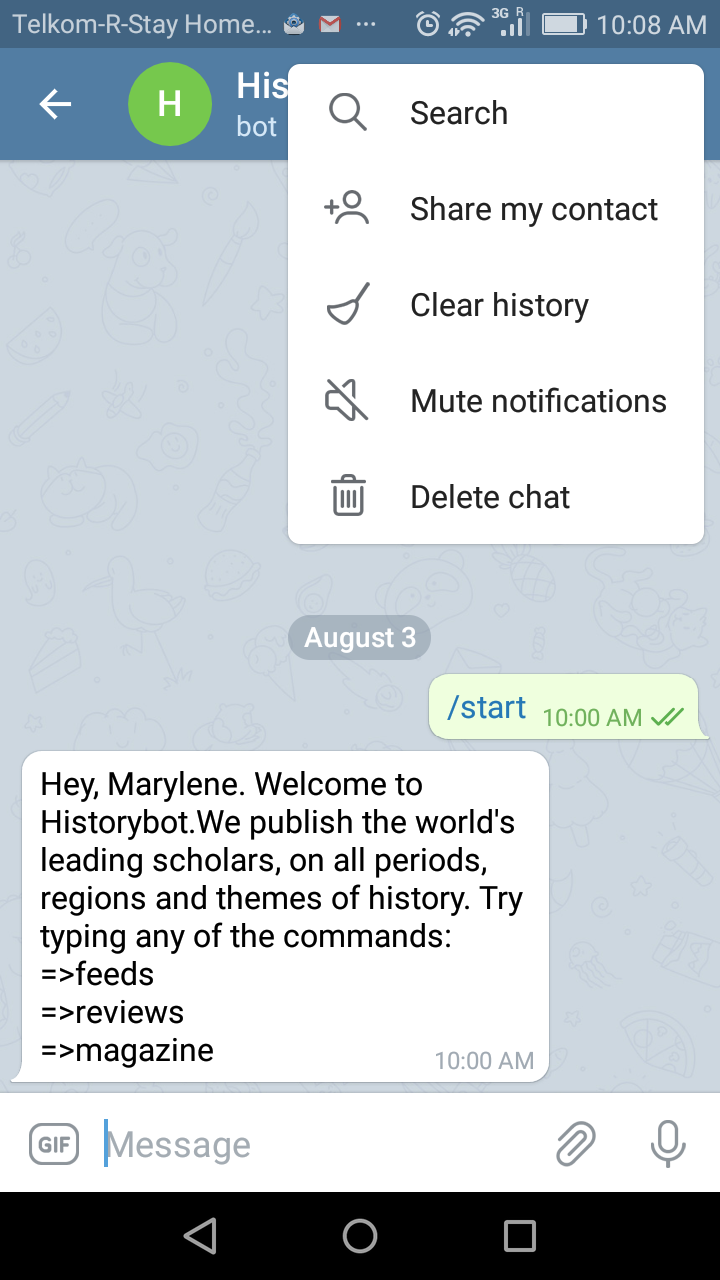 Telkom-R-Stay Home... ... 3G R 10:08 AM
H
His
bot
Search
Share my contact
Clear history
Mute notifications
Delete chat
August 3
/start 10:00 AM
Hey, Marylene. Welcome to
Historybot.We publish the world's
leading scholars, on all periods,
regions and themes of history. Try
typing any of the commands:
=>feeds
=>reviews
=>magazine
10:00 AM
GIF Message